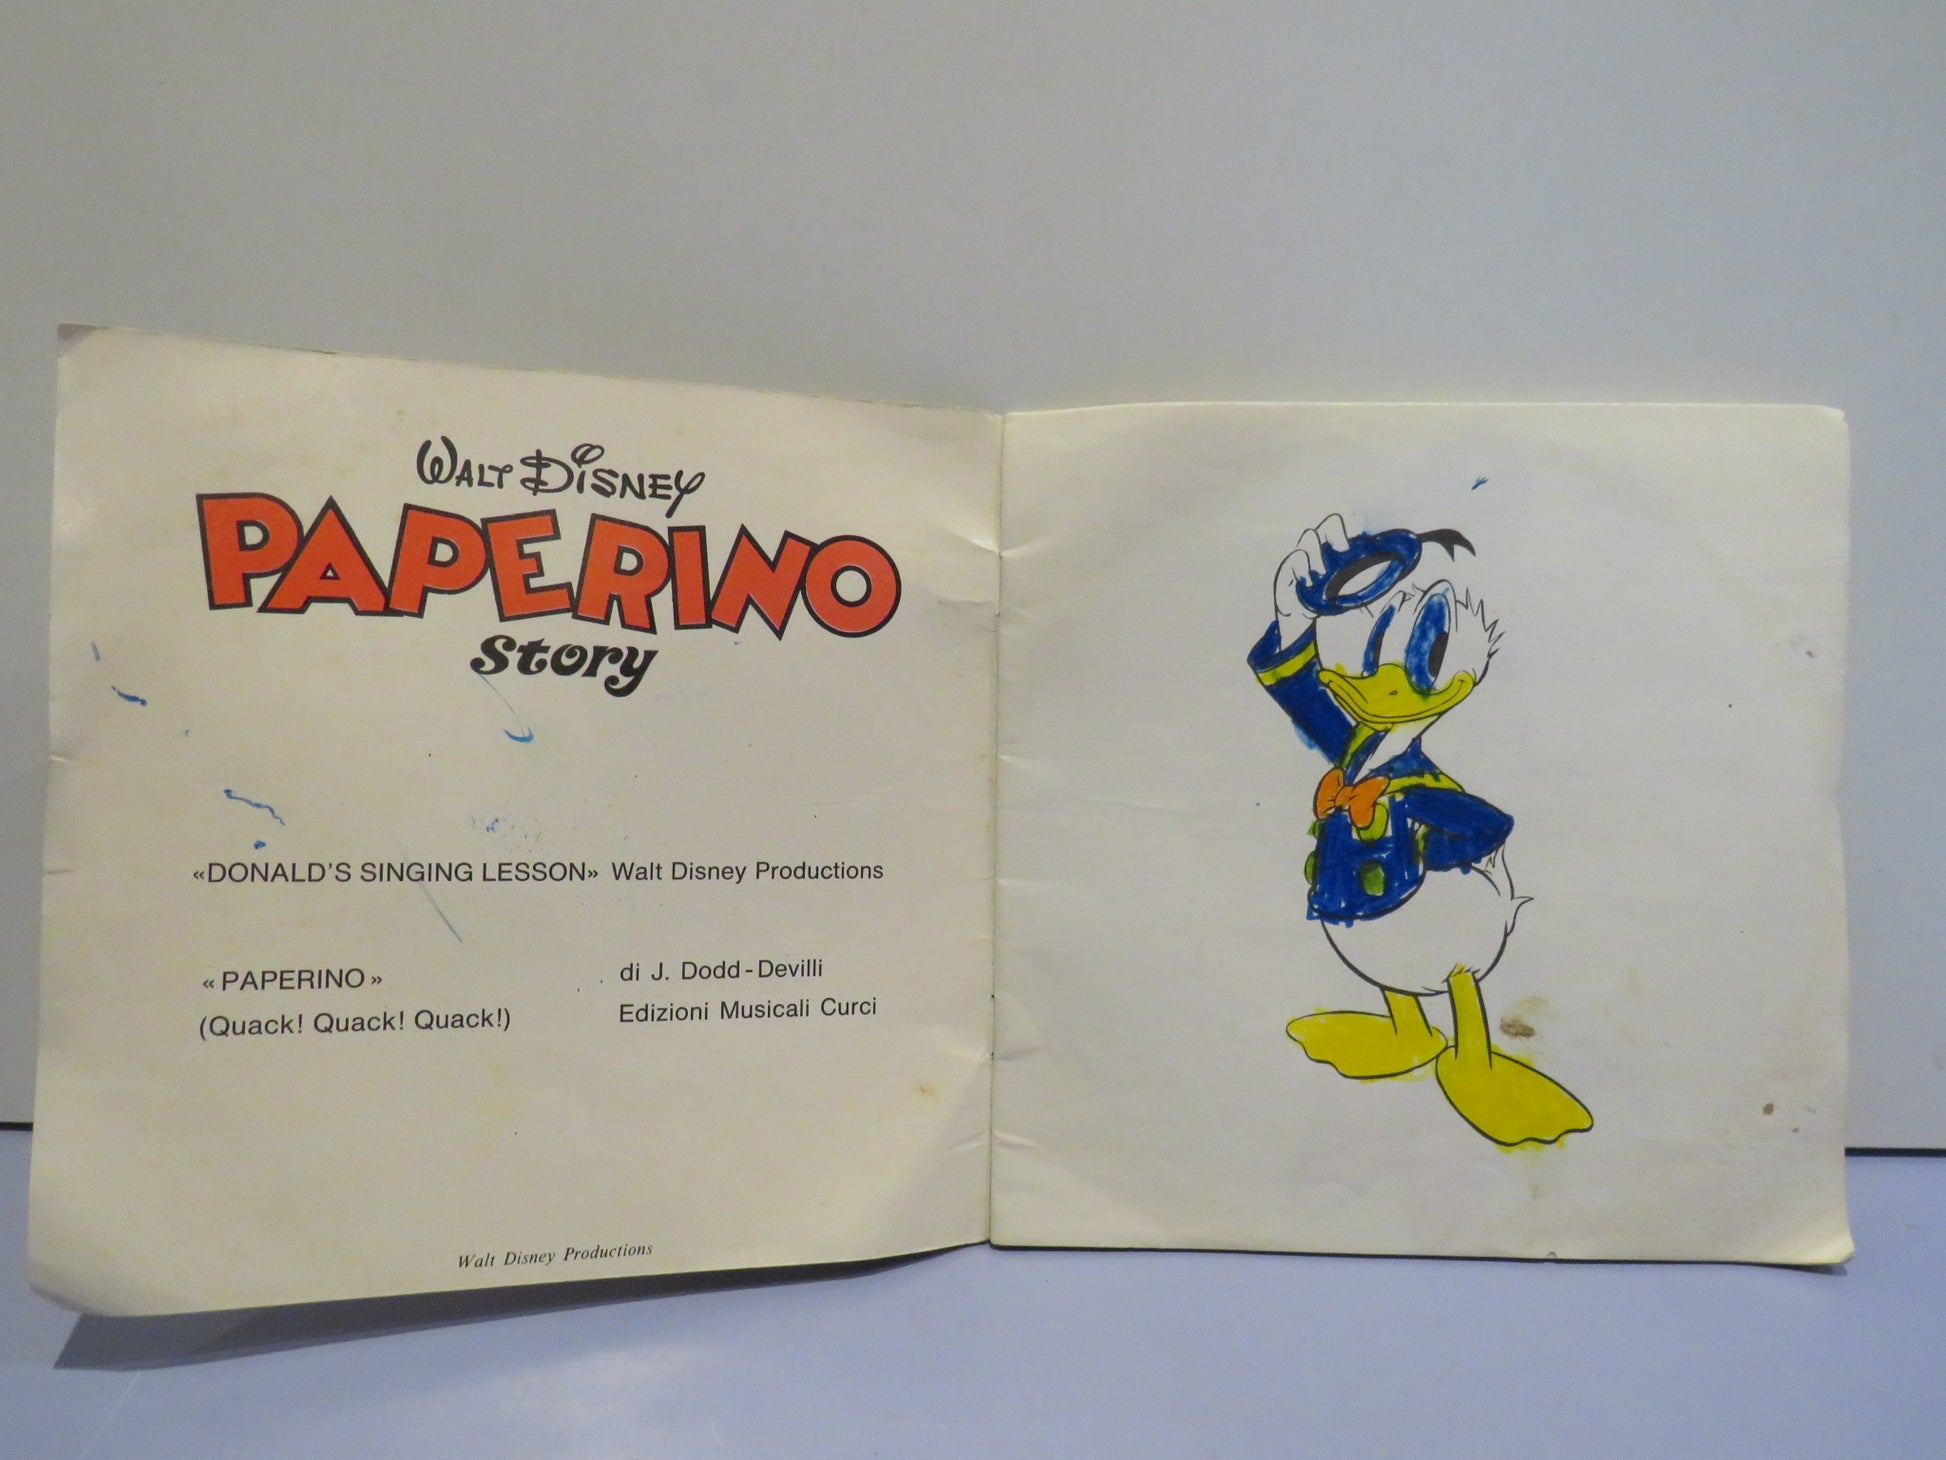 WALT DISNEY
PAPERINO
Story
«DONALD'S SINGING LESSON» Walt Disney Productions
«PAPERINO» di J. Dodd-Devilli
(Quack! Quack! Quack!) Edizioni Musicali Curci
Walt Disney Productions